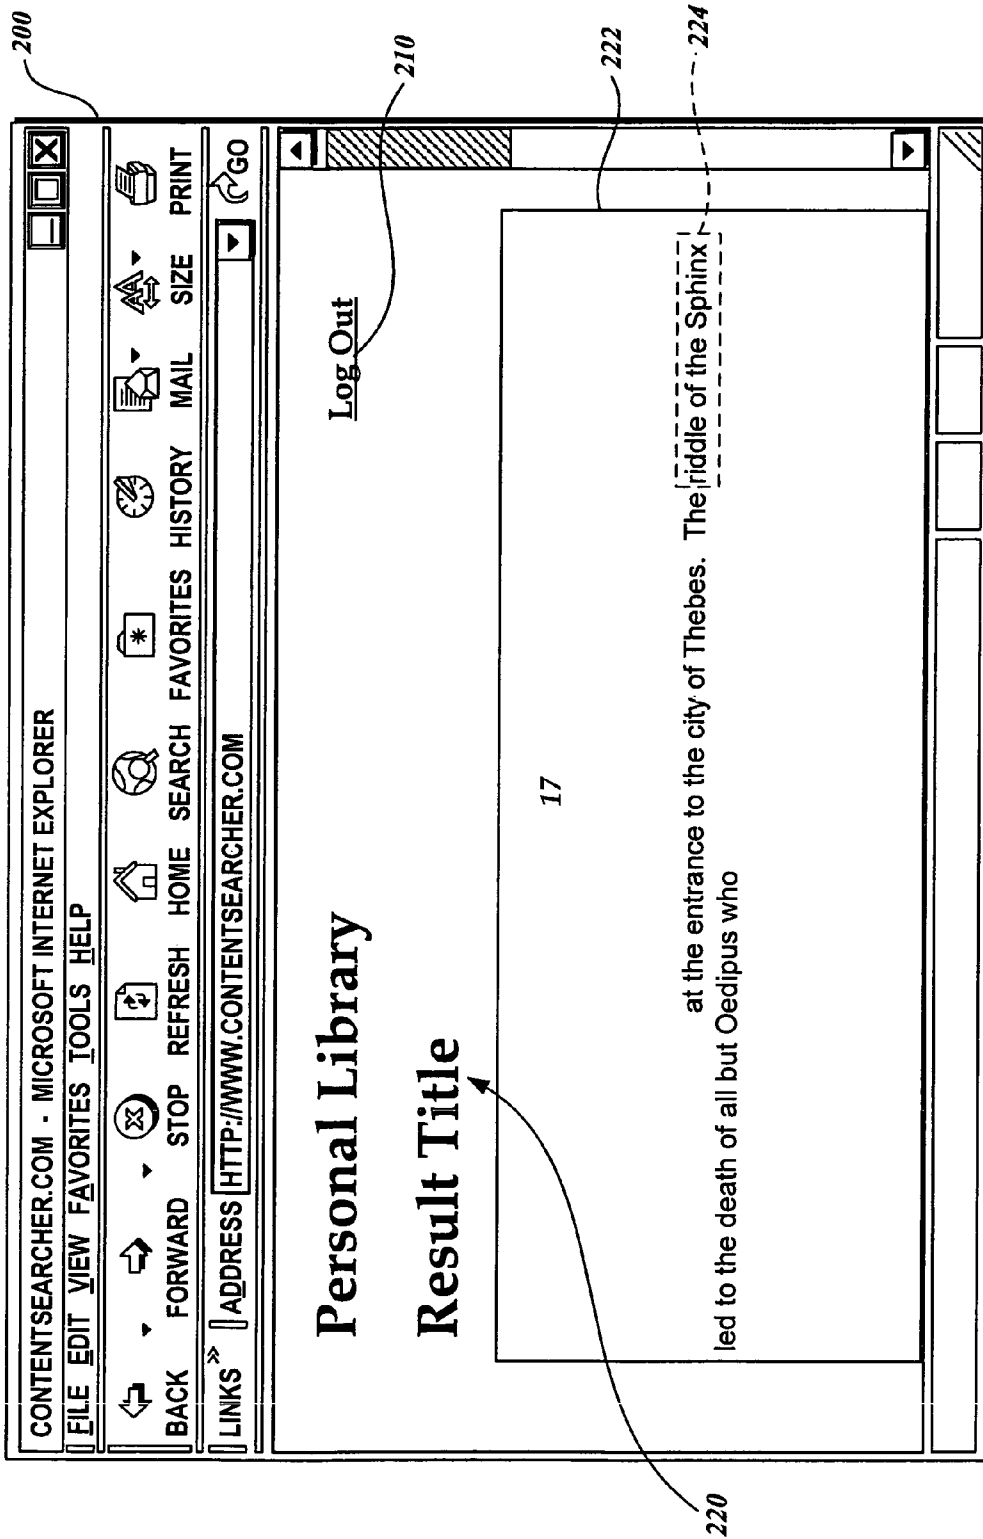 200
CONTENTSEARCHER.COM - MICROSOFT INTERNET EXPLORER
FILE EDIT VIEW FAVORITES TOOLS HELP
BACK FORWARD STOP REFRESH HOME SEARCH FAVORITES HISTORY MAIL SIZE PRINT
LINKS >> ADDRESS HTTP://WWW.CONTENTSEARCHER.COM GO
Personal Library
Log Out
210
Result Title
220
222
17
at the entrance to the city of Thebes. The riddle of the Sphinx
224
led to the death of all but Oedipus who